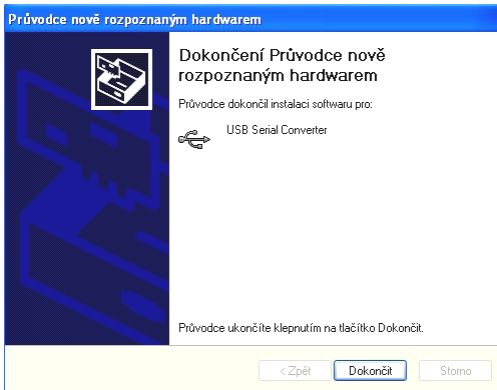 Průvodce nově rozpoznaným hardwarem
Dokončení Průvodce nově
rozpoznaným hardwarem
Průvodce dokončil instalaci softwaru pro:
USB Serial Converter
Průvodce ukončíte klepnutím na tlačítko Dokončit.
< Zpět Dokončit Storno